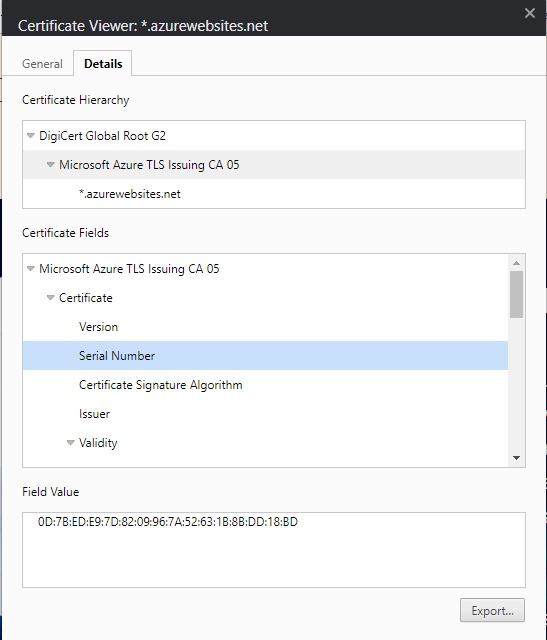 Certificate Viewer: *.azurewebsites.net
General
Details
Certificate Hierarchy
DigiCert Global Root G2
Microsoft Azure TLS Issuing CA 05
*.azurewebsites.net
Certificate Fields
Microsoft Azure TLS Issuing CA 05
Certificate
Version
Serial Number
Certificate Signature Algorithm
Issuer
Validity
Field Value
0D:7B:ED:E9:7D:82:09:96:7A:52:63:1B:8B:DD:18:BD
Export...